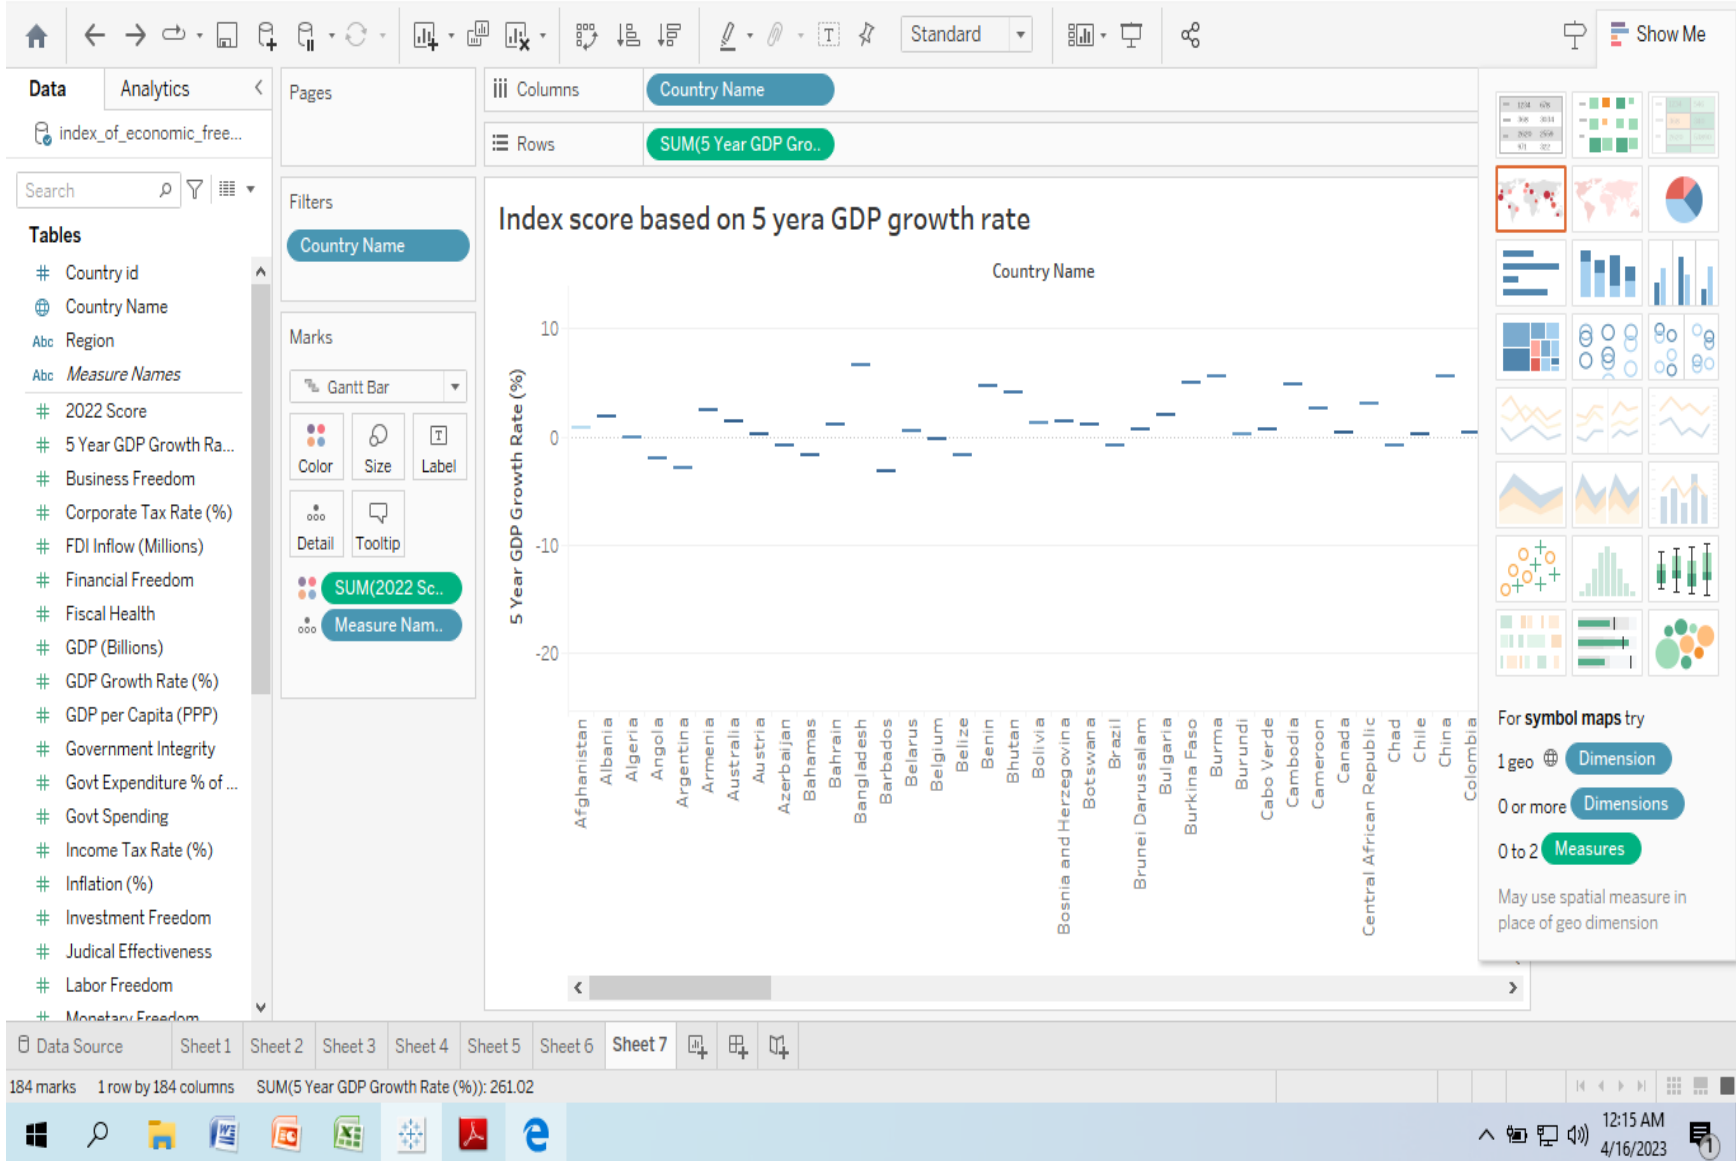 Standard
Show Me
Data
Analytics
index_of_economic_free...
Search
Tables
Country id
Country Name
Abc Region
Abc Measure Names
2022 Score
5 Year GDP Growth Ra...
Business Freedom
Corporate Tax Rate (%)
FDI Inflow (Millions)
Financial Freedom
Fiscal Health
GDP (Billions)
GDP Growth Rate (%)
GDP per Capita (PPP)
Government Integrity
Govt Expenditure % of ...
Govt Spending
Income Tax Rate (%)
Inflation (%)
Investment Freedom
Judical Effectiveness
Labor Freedom
Monetary Freedom
Pages
Filters
Country Name
Marks
Gantt Bar
Color
Size
Label
Detail
Tooltip
SUM(2022 Sc..
Measure Nam..
Columns
Country Name
Rows
SUM(5 Year GDP Gro..
Index score based on 5 yera GDP growth rate
Country Name
5 Year GDP Growth Rate (%)
10
0
-10
-20
Afghanistan
Albania
Algeria
Angola
Argentina
Armenia
Australia
Austria
Azerbaijan
Bahamas
Bahrain
Bangladesh
Barbados
Belarus
Belgium
Belize
Benin
Bhutan
Bolivia
Bosnia and Herzegovina
Botswana
Brazil
Brunei Darussalam
Bulgaria
Burkina Faso
Burma
Burundi
Cabo Verde
Cambodia
Cameroon
Canada
Central African Republic
Chad
Chile
China
Colombia
For symbol maps try
1 geo Dimension
0 or more Dimensions
0 to 2 Measures
May use spatial measure in
place of geo dimension
Data Source
Sheet 1
Sheet 2
Sheet 3
Sheet 4
Sheet 5
Sheet 6
Sheet 7
184 marks
1 row by 184 columns
SUM(5 Year GDP Growth Rate (%)): 261.02
12:15 AM
4/16/2023
1